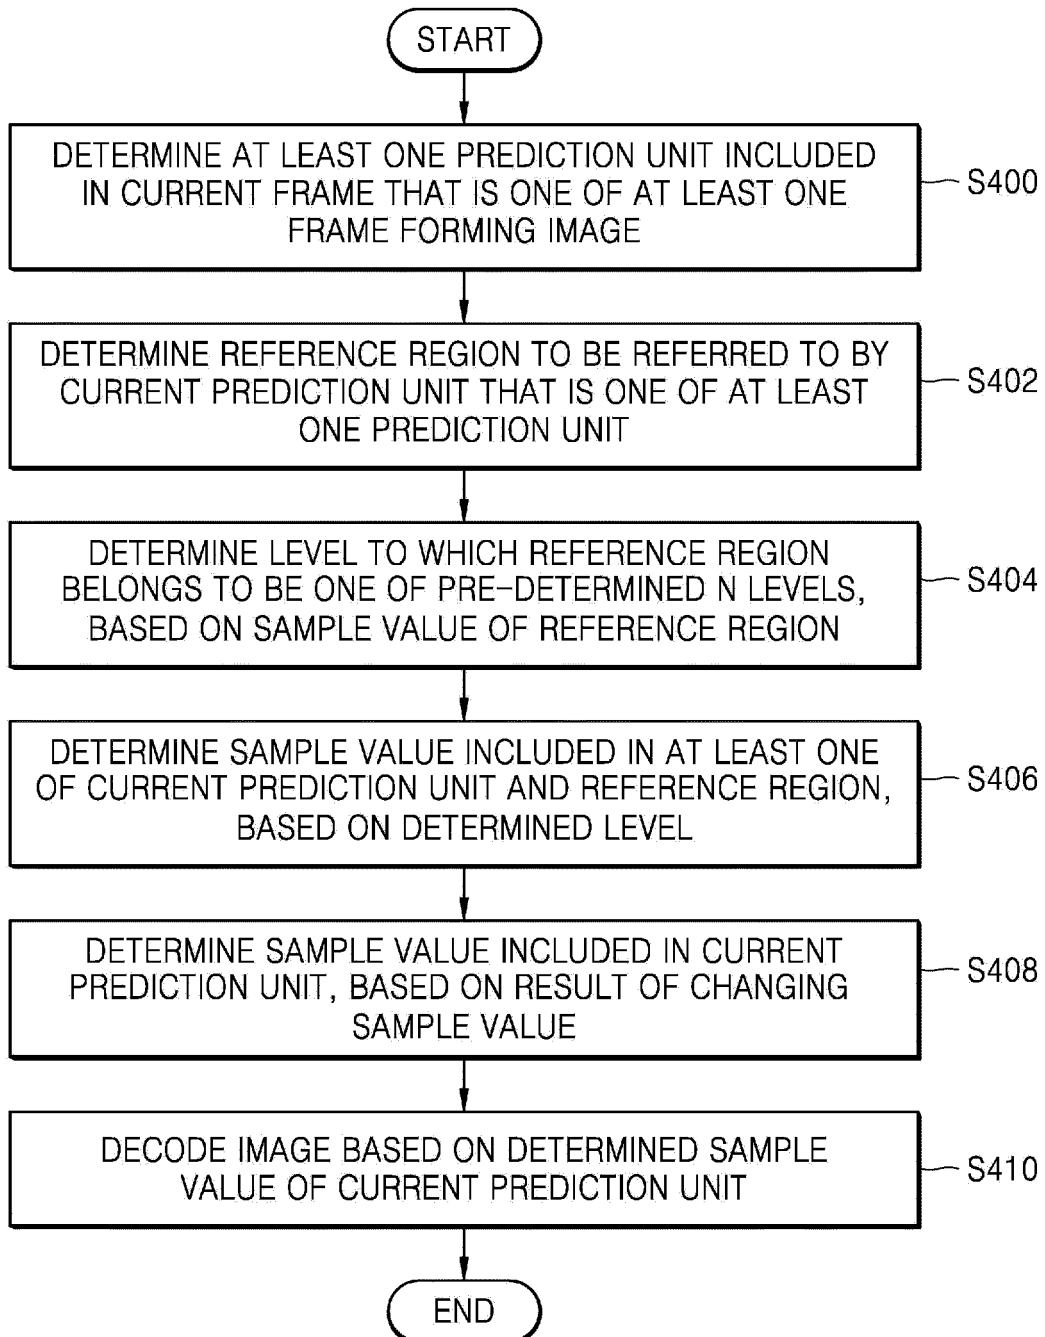 START
DETERMINE AT LEAST ONE PREDICTION UNIT INCLUDED
IN CURRENT FRAME THAT IS ONE OF AT LEAST ONE
FRAME FORMING IMAGE
S400
DETERMINE REFERENCE REGION TO BE REFERRED TO BY
CURRENT PREDICTION UNIT THAT IS ONE OF AT LEAST
ONE PREDICTION UNIT
S402
DETERMINE LEVEL TO WHICH REFERENCE REGION
BELONGS TO BE ONE OF PRE-DETERMINED N LEVELS,
BASED ON SAMPLE VALUE OF REFERENCE REGION
S404
DETERMINE SAMPLE VALUE INCLUDED IN AT LEAST ONE
OF CURRENT PREDICTION UNIT AND REFERENCE REGION,
BASED ON DETERMINED LEVEL
S406
DETERMINE SAMPLE VALUE INCLUDED IN CURRENT
PREDICTION UNIT, BASED ON RESULT OF CHANGING
SAMPLE VALUE
S408
DECODE IMAGE BASED ON DETERMINED SAMPLE
VALUE OF CURRENT PREDICTION UNIT
S410
END